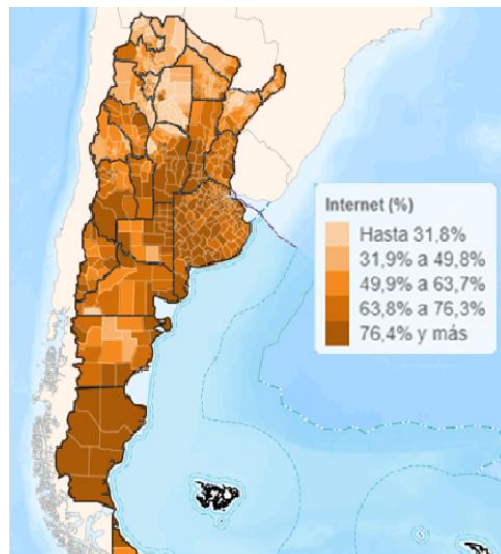 Internet (%)
Hasta 31,8%
31,9% a 49,8%
49,9% a 63,7%
63,8% a 76,3%
76,4% y más